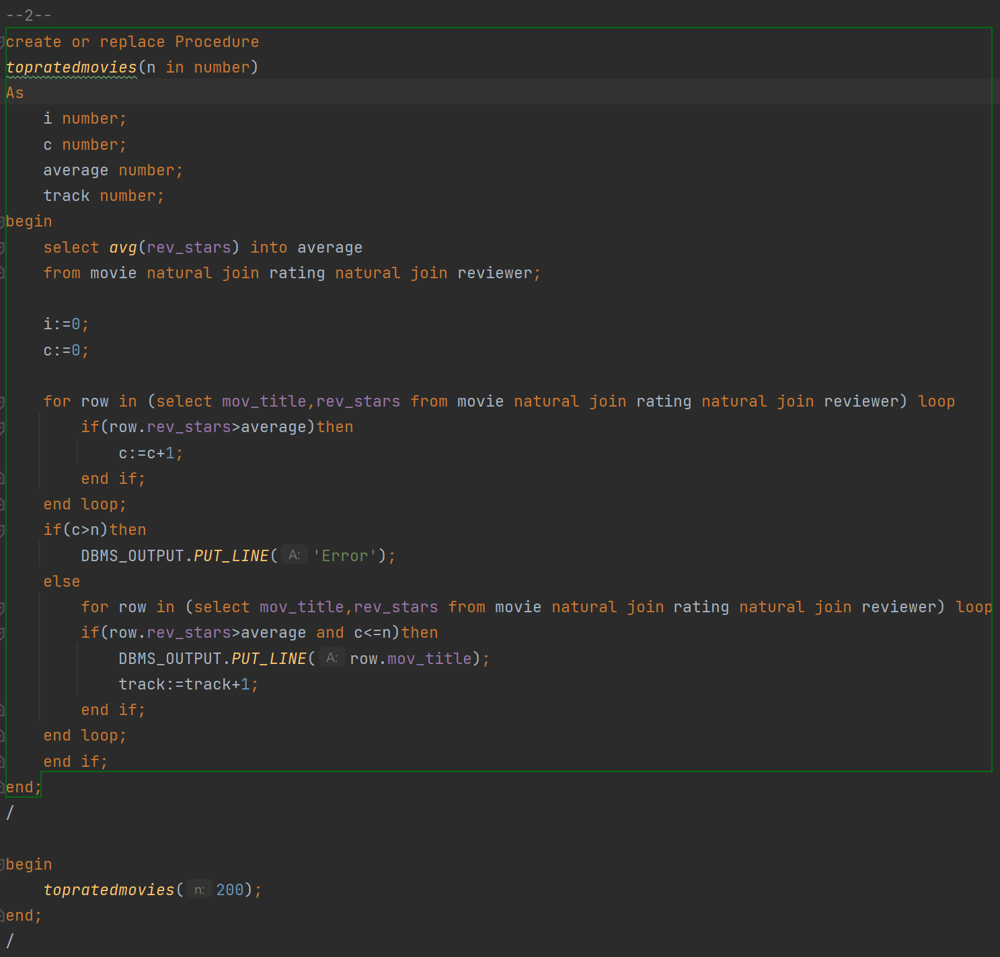 --2--
create or replace Procedure
topratedmovies(n in number)
As
    i number;
    c number;
    average number;
    track number;
begin
    select avg(rev_stars) into average
    from movie natural join rating natural join reviewer;

    i:=0;
    c:=0;

    for row in (select mov_title,rev_stars from movie natural join rating natural join reviewer) loop
        if(row.rev_stars>average)then
            c:=c+1;
        end if;
    end loop;
    if(c>n)then
        DBMS_OUTPUT.PUT_LINE( A: 'Error');
    else
        for row in (select mov_title,rev_stars from movie natural join rating natural join reviewer) loop
        if(row.rev_stars>average and c<=n)then
            DBMS_OUTPUT.PUT_LINE( A: row.mov_title);
            track:=track+1;
        end if;
    end loop;
    end if;
end;
/

begin
    topratedmovies( n: 200);
end;
/